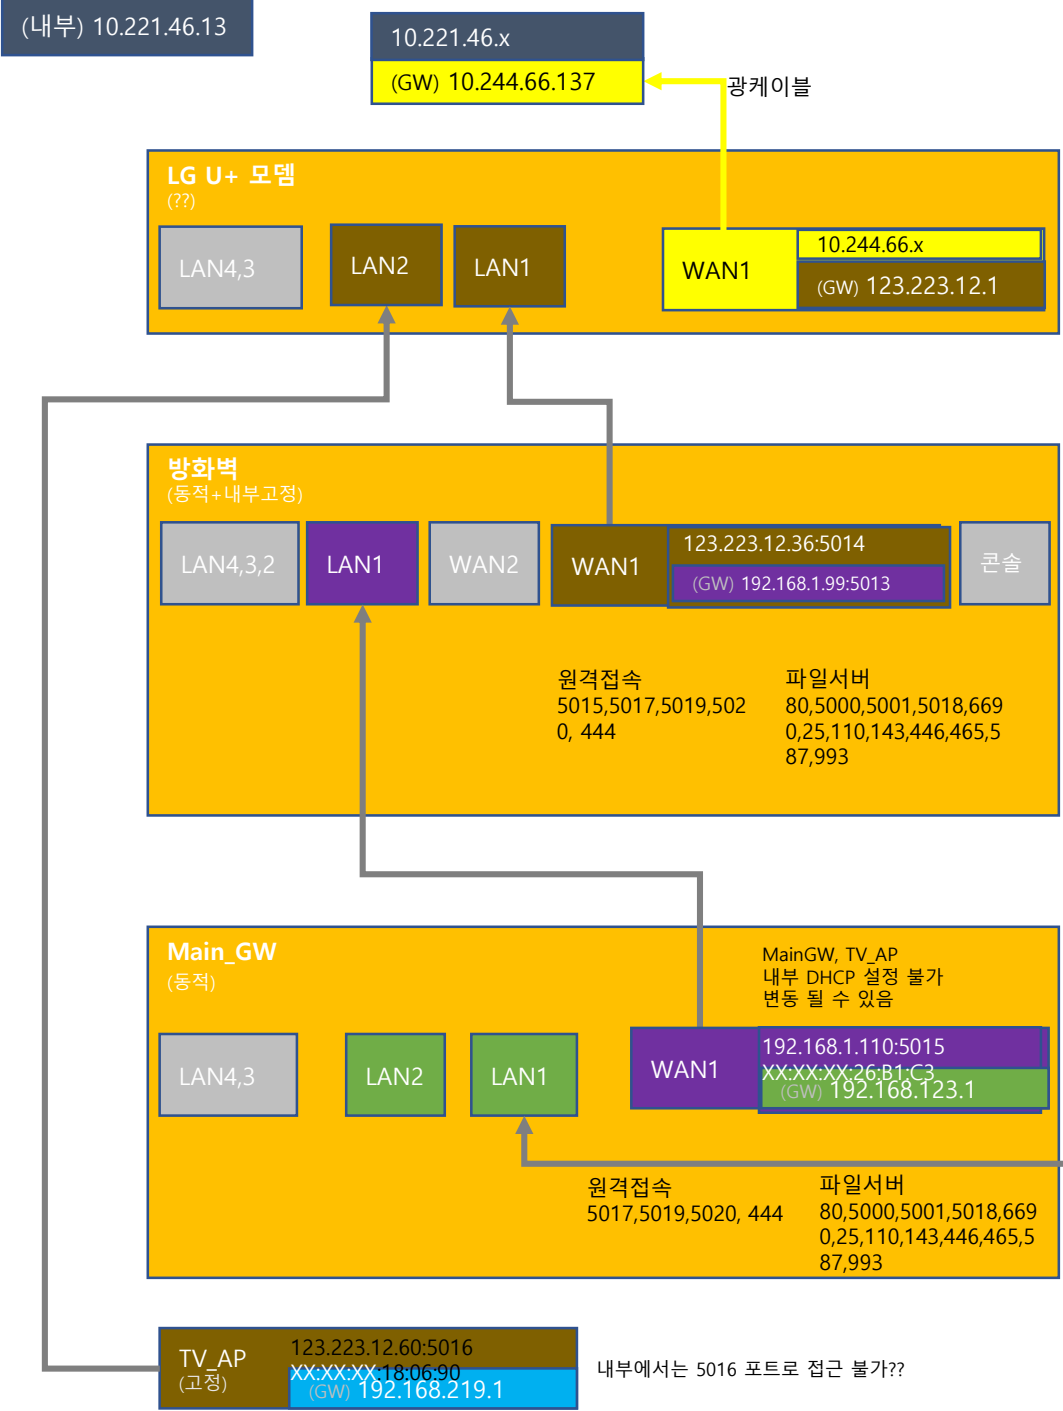 (내부) 10.221.46.13
10.221.46.x
(GW) 10.244.66.137
광케이블
LG U+ 모뎀
(??)
LAN4,3
LAN2
LAN1
WAN1
10.244.66.x
(GW) 123.223.12.1
방화벽
(동적+내부고정)
LAN4,3,2
LAN1
WAN2
WAN1
123.223.12.36:5014
(GW) 192.168.1.99:5013
콘솔
원격접속
5015,5017,5019,502
0, 444
파일서버
80,5000,5001,5018,669
0,25,110,143,446,465,5
87,993
Main_GW
(동적)
MainGW, TV_AP
내부 DHCP 설정 불가
변동 될 수 있음
LAN4,3
LAN2
LAN1
WAN1
192.168.1.110:5015
XX:XX:XX:26:B1:C3
(GW) 192.168.123.1
원격접속
5017,5019,5020, 444
파일서버
80,5000,5001,5018,669
0,25,110,143,446,465,5
87,993
TV_AP
(고정)
123.223.12.60:5016
XX:XX:XX:18:06:90
(GW) 192.168.219.1
내부에서는 5016 포트로 접근 불가??